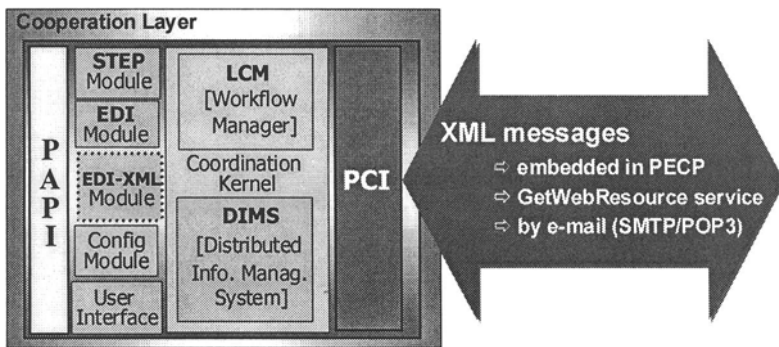 Cooperation Layer
PAPI
STEP
Module
EDI
Module
EDI-XML
Module
Config
Module
User
Interface
LCM
[Workflow
Manager]
Coordination
Kernel
DIMS
[Distributed
Info. Manag.
System]
PCI
XML messages
⇨ embedded in PECP
⇨ GetWebResource service
⇨ by e-mail (SMTP/POP3)